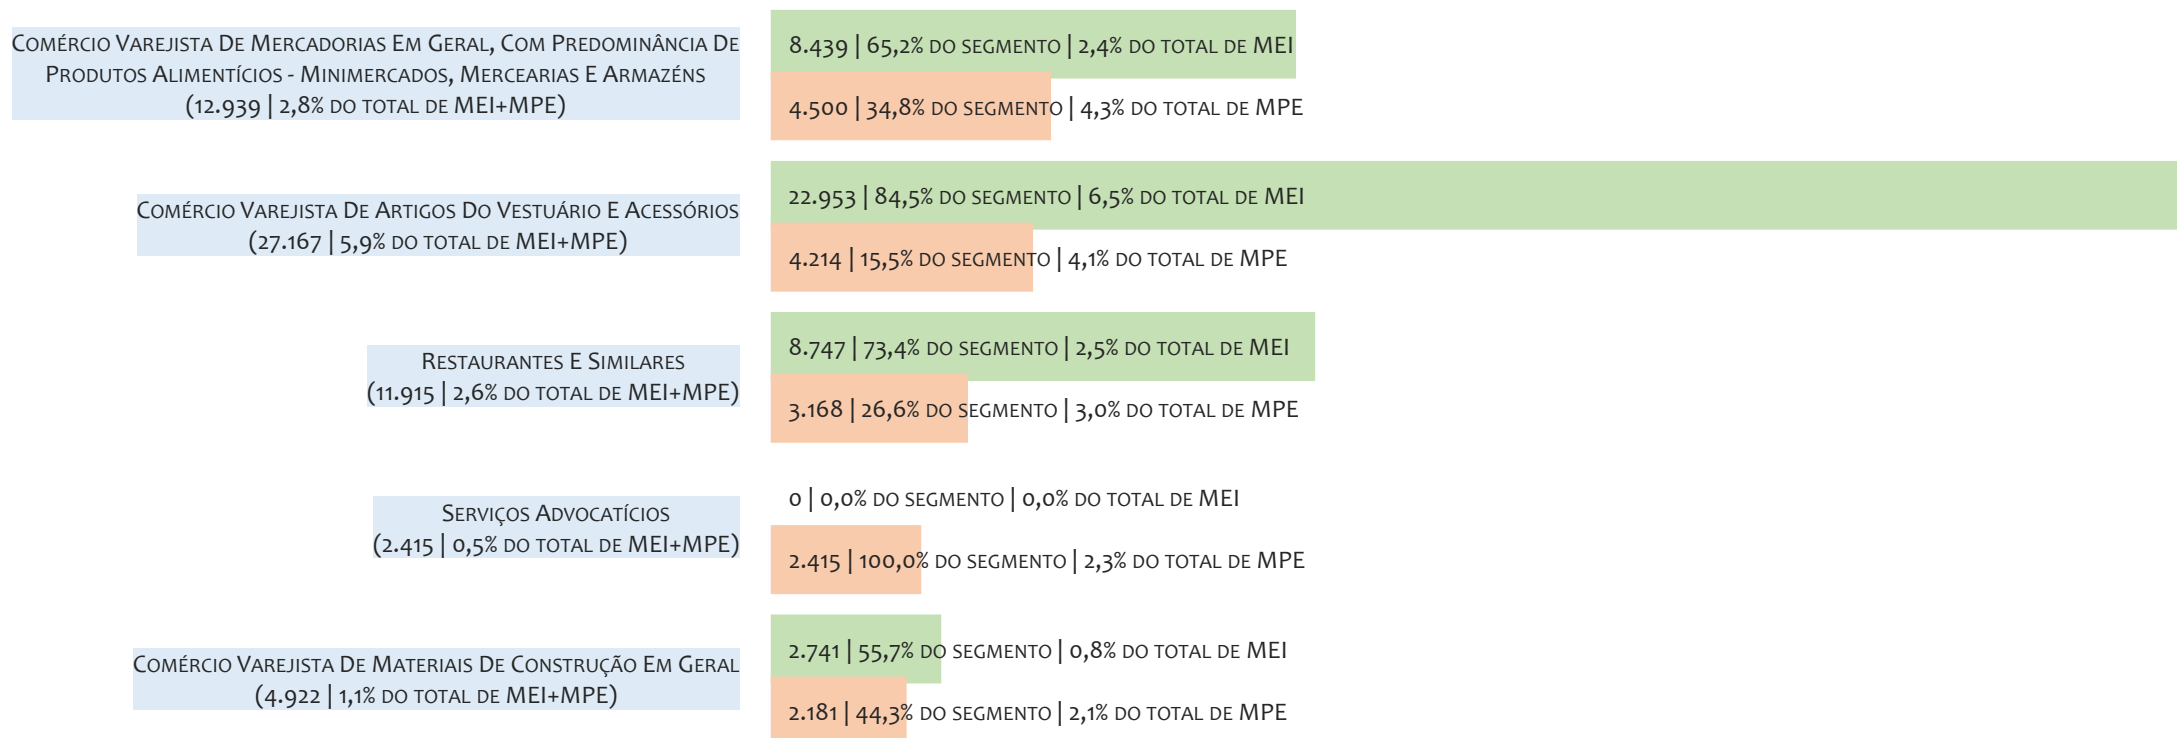 Comércio Varejista De Mercadorias Em Geral, Com Predominância De
Produtos Alimentícios - Minimercados, Mercearias E Armazéns
(12.939 | 2,8% do total de MEI+MPE)
8.439 | 65,2% do segmento | 2,4% do total de MEI
4.500 | 34,8% do segmento | 4,3% do total de MPE
Comércio Varejista De Artigos Do Vestuário E Acessórios
(27.167 | 5,9% do total de MEI+MPE)
22.953 | 84,5% do segmento | 6,5% do total de MEI
4.214 | 15,5% do segmento | 4,1% do total de MPE
Restaurantes E Similares
(11.915 | 2,6% do total de MEI+MPE)
8.747 | 73,4% do segmento | 2,5% do total de MEI
3.168 | 26,6% do segmento | 3,0% do total de MPE
Serviços Advocatícios
(2.415 | 0,5% do total de MEI+MPE)
0 | 0,0% do segmento | 0,0% do total de MEI
2.415 | 100,0% do segmento | 2,3% do total de MPE
Comércio Varejista De Materiais De Construção Em Geral
(4.922 | 1,1% do total de MEI+MPE)
2.741 | 55,7% do segmento | 0,8% do total de MEI
2.181 | 44,3% do segmento | 2,1% do total de MPE